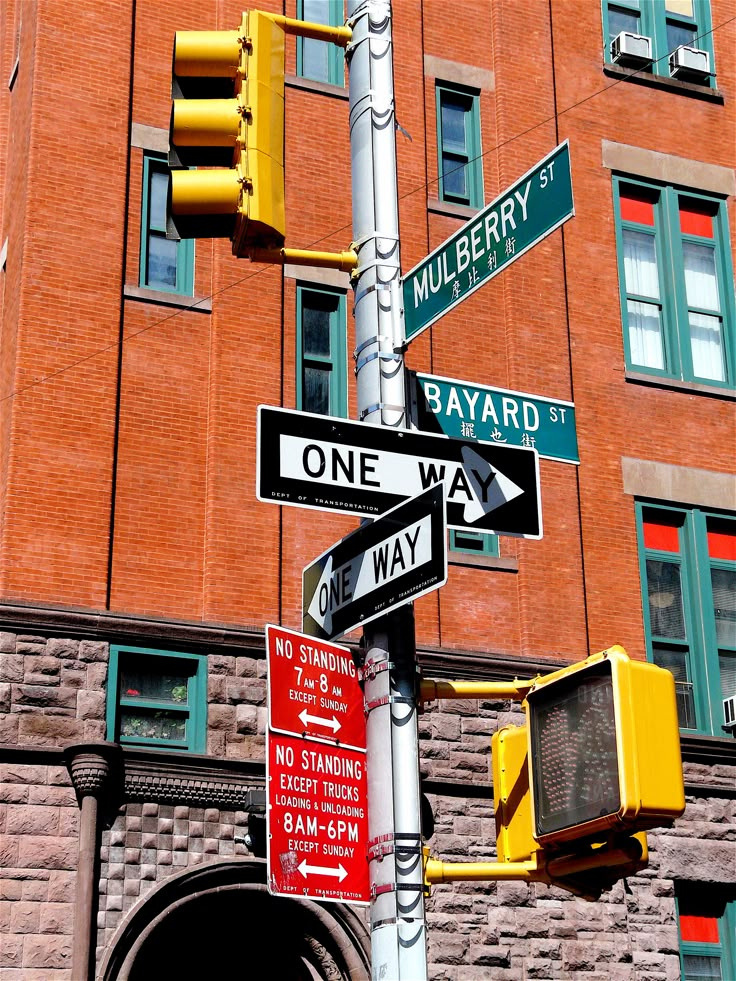 MULBERRY ST
摩比利街
BAYARD ST
擺也街
ONE WAY
DEPT OF TRANSPORTATION
ONE WAY
DEPT OF TRANSPORTATION
NO STANDING
7AM-8AM
EXCEPT SUNDAY
NO STANDING
EXCEPT TRUCKS
LOADING & UNLOADING
8AM-6PM
EXCEPT SUNDAY
DEPT OF TRANSPORTATION